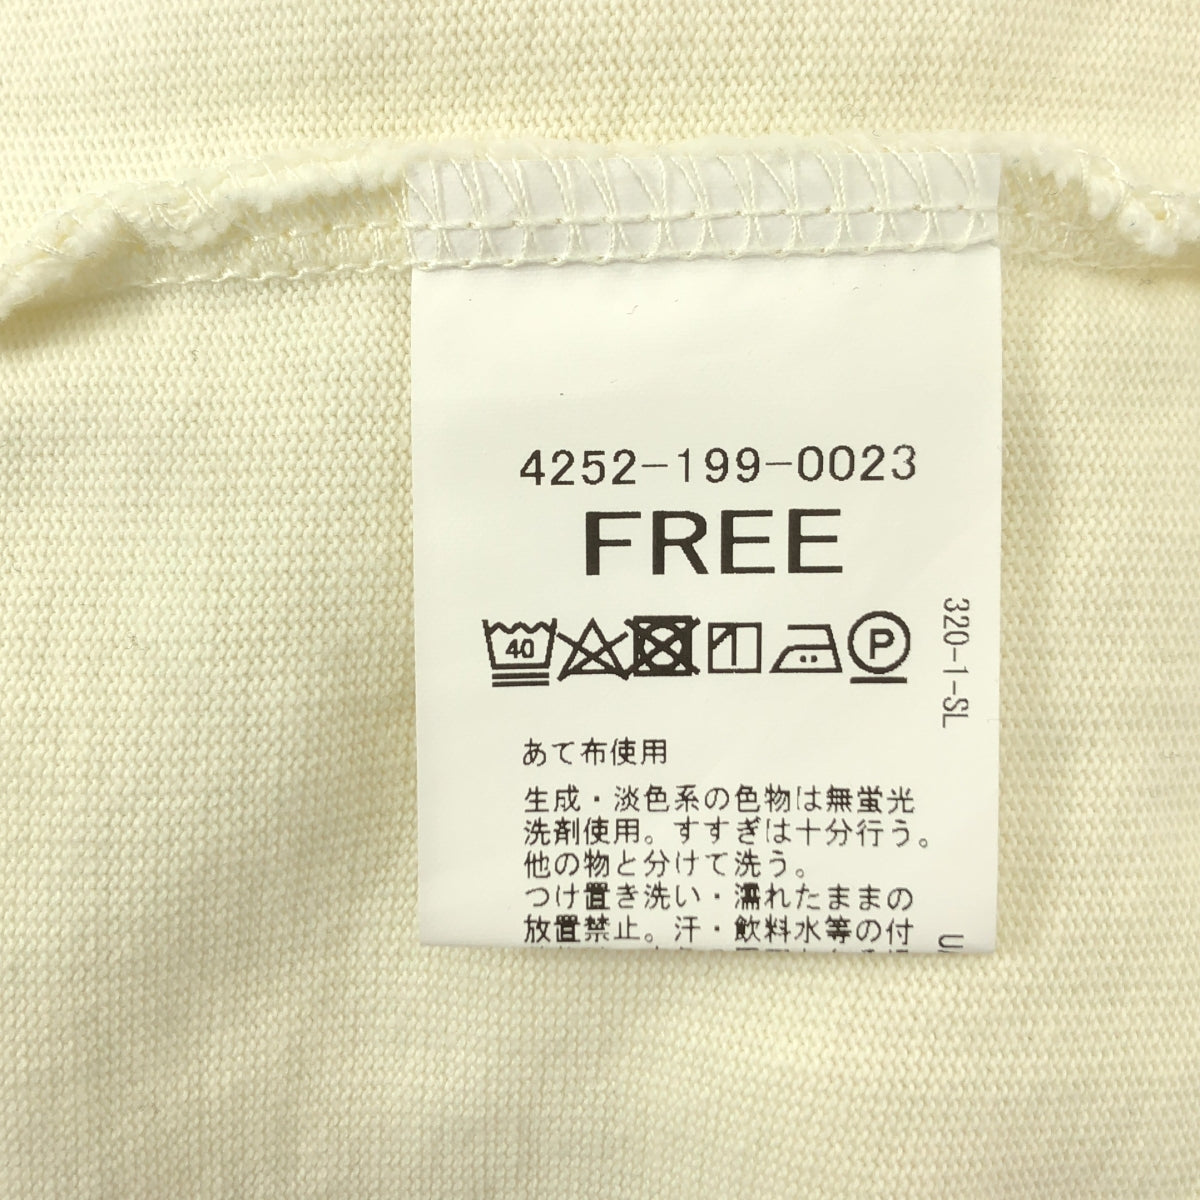 4252-199-0023
FREE
40
P
320-1-SL
あて布使用
生成・淡色系の色物は無蛍光
洗剤使用。すすぎは十分行う。
他の物と分けて洗う。
つけ置き洗い・濡れたままの
放置禁止。汗・飲料水等の付